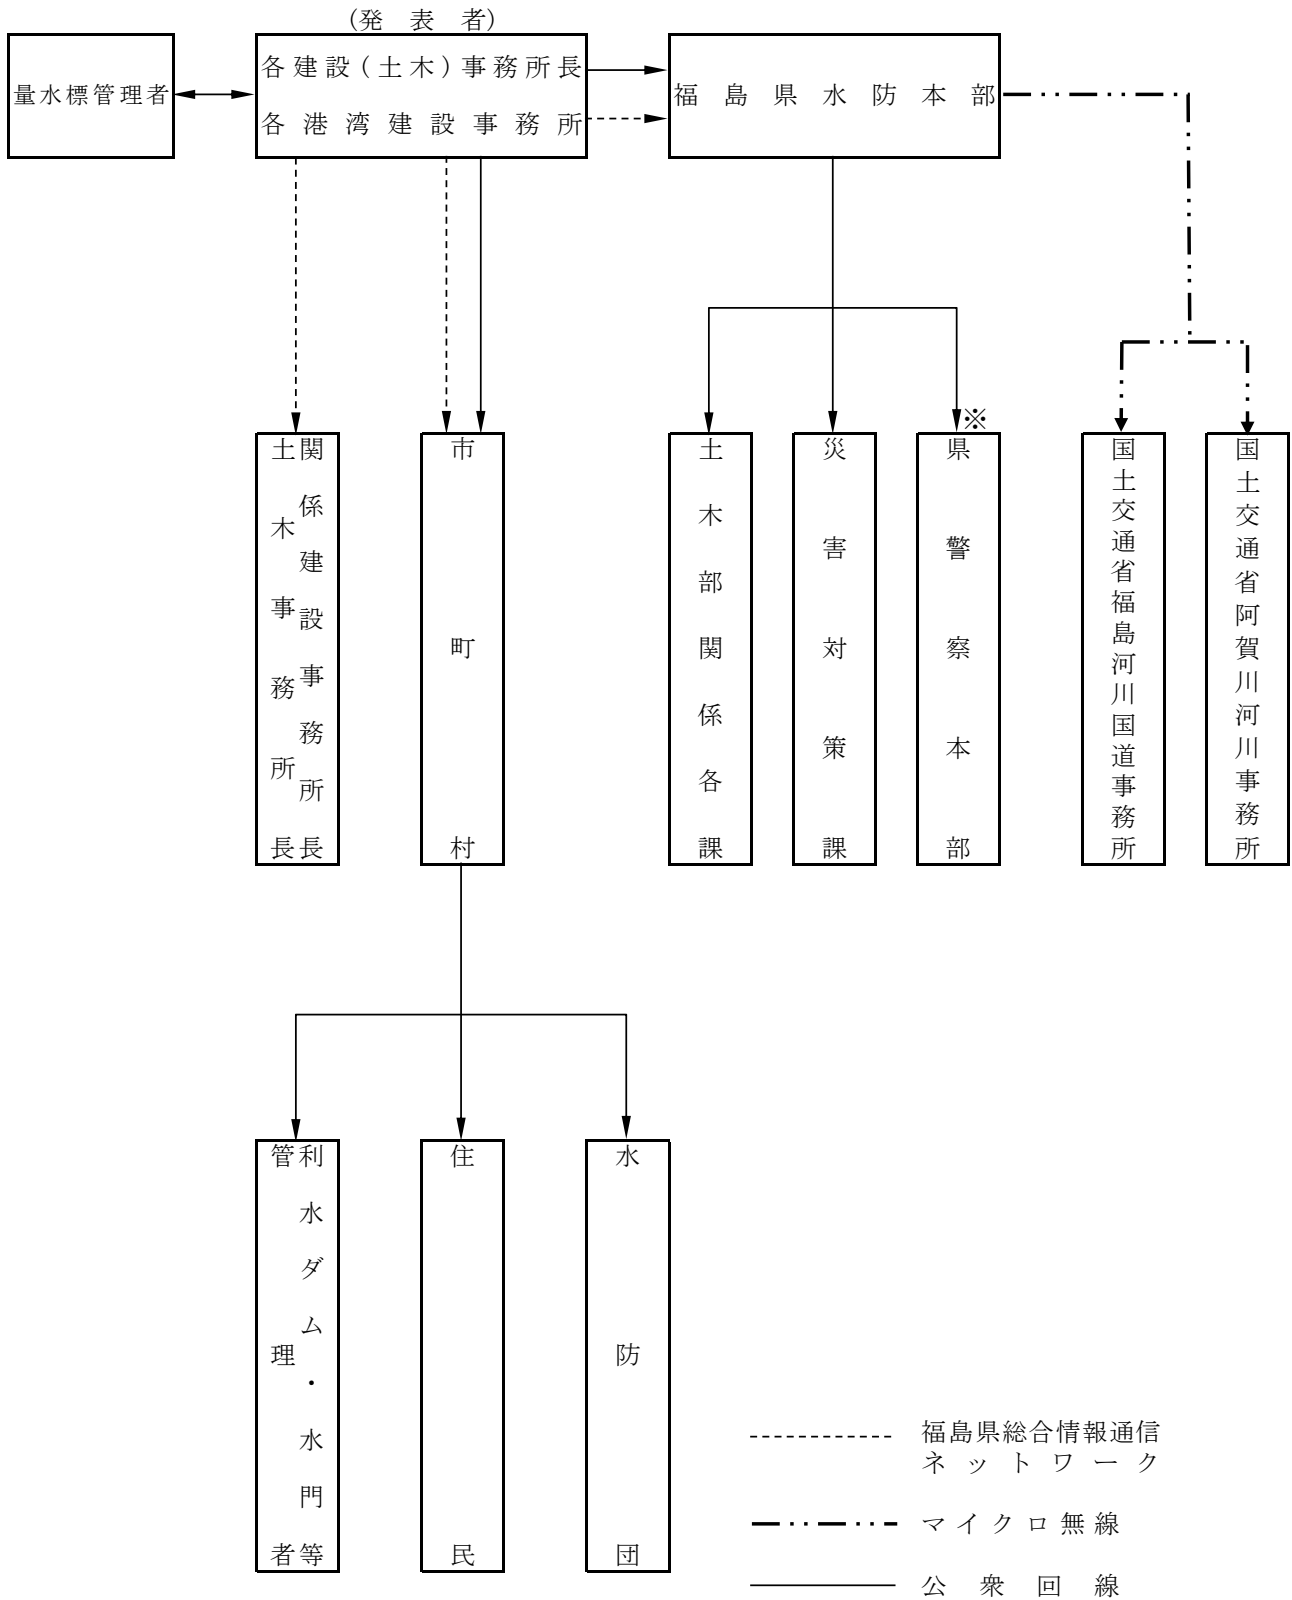 (発表者)
量水標管理者
各建設(土木)事務所長
各港湾建設事務所
福島県水防本部
※
関係建設事務所長
土木事務所長
市町村
土木部関係各課
災害対策課
県警察本部
国土交通省福島河川国道事務所
国土交通省阿賀川河川事務所
利水ダム・水門等
管理者
住民
水防団
福島県総合情報通信
ネットワーク
マイクロ無線
公衆回線